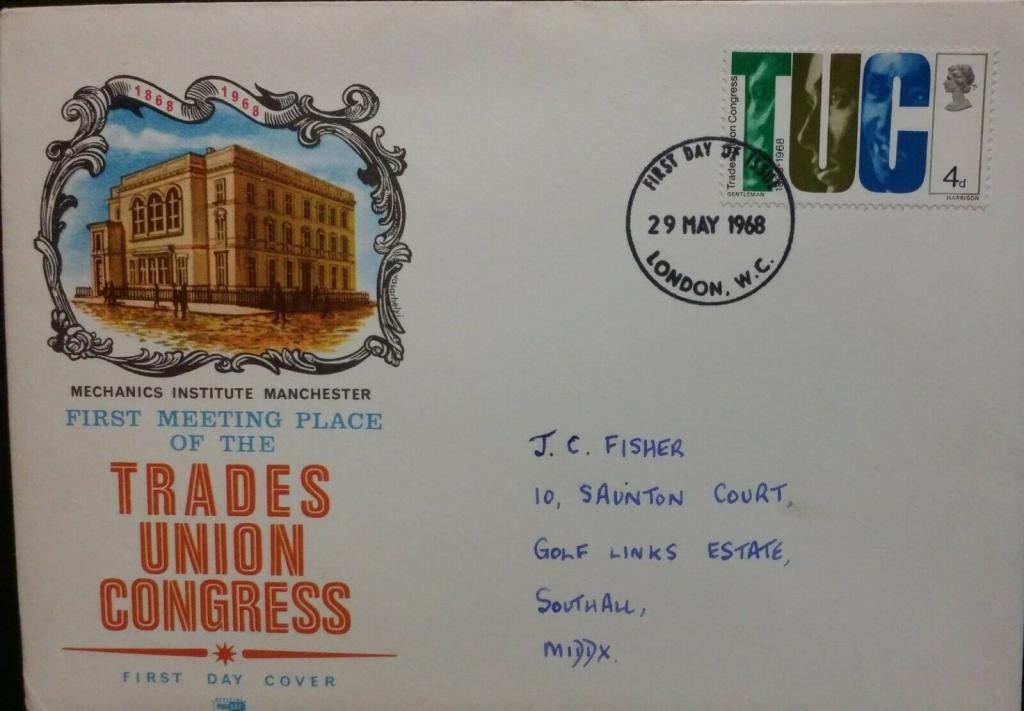 1868 1968
MECHANICS INSTITUTE MANCHESTER
FIRST MEETING PLACE
OF THE
TRADES
UNION
CONGRESS
FIRST DAY COVER
OFFICIAL
TUC
Trades Union Congress
1868-1968
GENTLEMAN
4d
HARRISON
FIRST DAY OF ISSUE
29 MAY 1968
LONDON, W.C.
J. C. FISHER
10, SAUNTON COURT,
GOLF LINKS ESTATE,
SOUTHALL,
MIDDX.